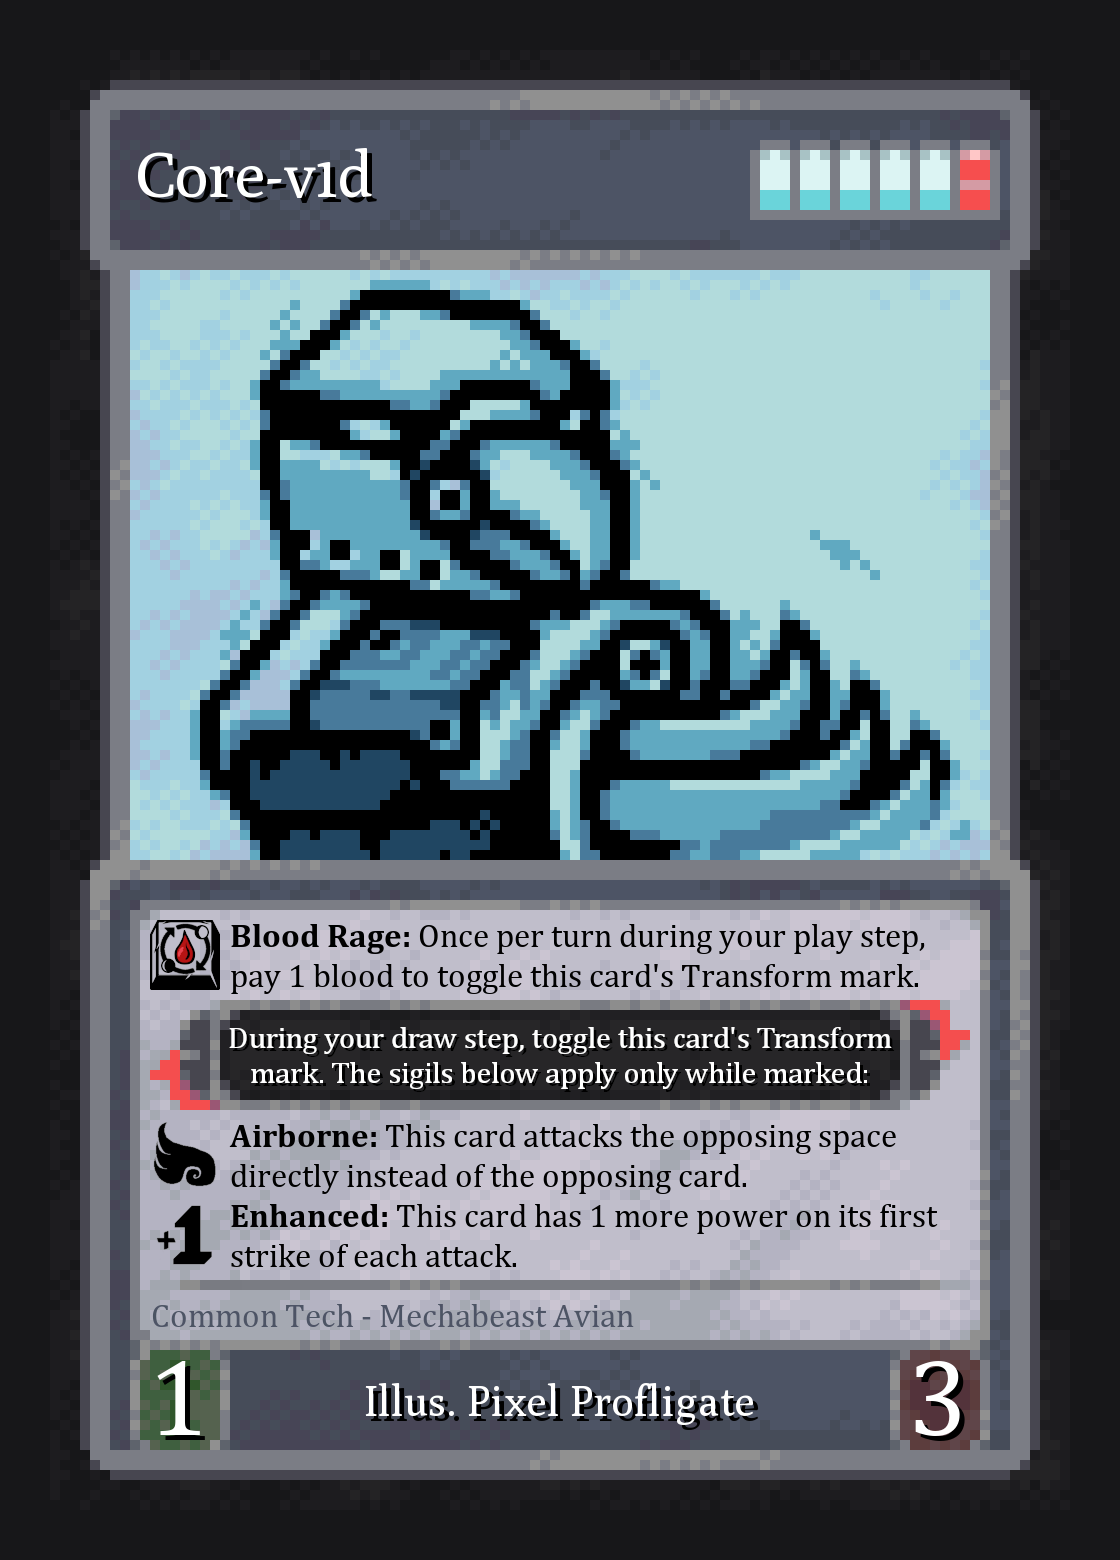 Core-v1d
Blood Rage: Once per turn during your play step,
pay 1 blood to toggle this card's Transform mark.
During your draw step, toggle this card's Transform
mark. The sigils below apply only while marked:
Airborne: This card attacks the opposing space
directly instead of the opposing card.
+1
Enhanced: This card has 1 more power on its first
strike of each attack.
Common Tech - Mechabeast Avian
1
Illus. Pixel Profligate
3